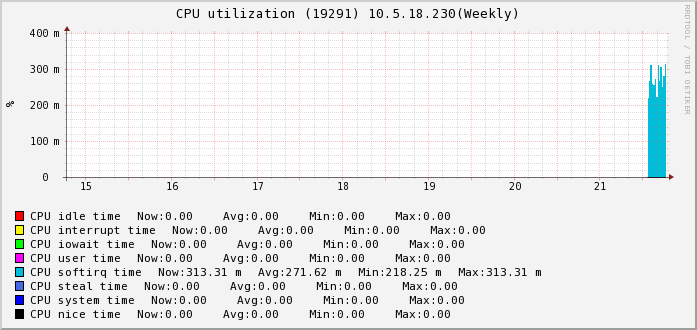 CPU utilization (19291) 10.5.18.230(Weekly)
RRDTOOL / TOBI OETIKER
400 m
300 m
200 m
100 m
0
%
15 16 17 18 19 20 21
CPU idle time Now:0.00 Avg:0.00 Min:0.00 Max:0.00
CPU interrupt time Now:0.00 Avg:0.00 Min:0.00 Max:0.00
CPU iowait time Now:0.00 Avg:0.00 Min:0.00 Max:0.00
CPU user time Now:0.00 Avg:0.00 Min:0.00 Max:0.00
CPU softirq time Now:313.31 m Avg:271.62 m Min:218.25 m Max:313.31 m
CPU steal time Now:0.00 Avg:0.00 Min:0.00 Max:0.00
CPU system time Now:0.00 Avg:0.00 Min:0.00 Max:0.00
CPU nice time Now:0.00 Avg:0.00 Min:0.00 Max:0.00